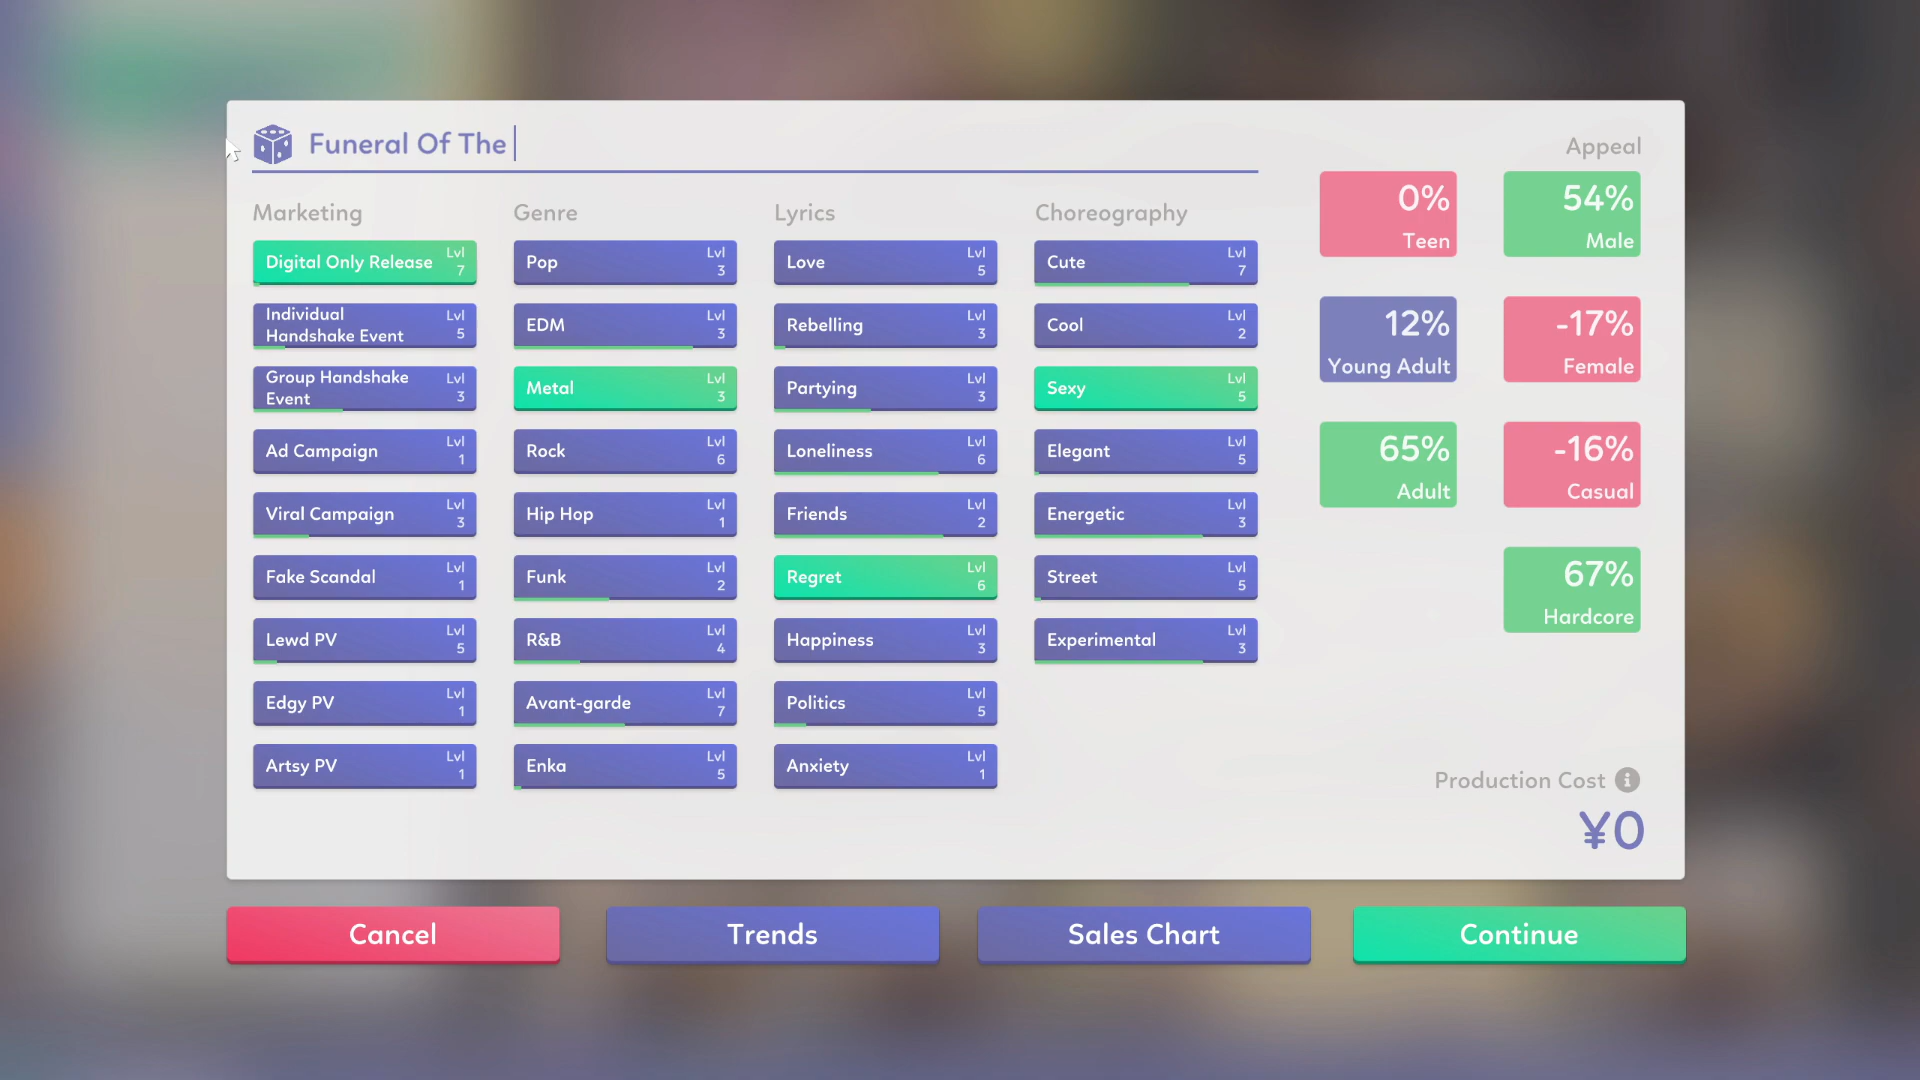 Funeral Of The
Appeal
0%
Teen
54%
Male
12%
Young Adult
-17%
Female
65%
Adult
-16%
Casual
67%
Hardcore
Marketing
Digital Only Release Lvl 7
Individual
Handshake Event Lvl 5
Group Handshake
Event Lvl 3
Ad Campaign Lvl 1
Viral Campaign Lvl 3
Fake Scandal Lvl 1
Lewd PV Lvl 5
Edgy PV Lvl 1
Artsy PV Lvl 1
Genre
Pop Lvl 3
EDM Lvl 3
Metal Lvl 3
Rock Lvl 6
Hip Hop Lvl 1
Funk Lvl 2
R&B Lvl 4
Avant-garde Lvl 7
Enka Lvl 5
Lyrics
Love Lvl 5
Rebelling Lvl 3
Partying Lvl 3
Loneliness Lvl 6
Friends Lvl 2
Regret Lvl 6
Happiness Lvl 3
Politics Lvl 5
Anxiety Lvl 1
Choreography
Cute Lvl 7
Cool Lvl 2
Sexy Lvl 5
Elegant Lvl 5
Energetic Lvl 3
Street Lvl 5
Experimental Lvl 3
Production Cost i
¥0
Cancel
Trends
Sales Chart
Continue